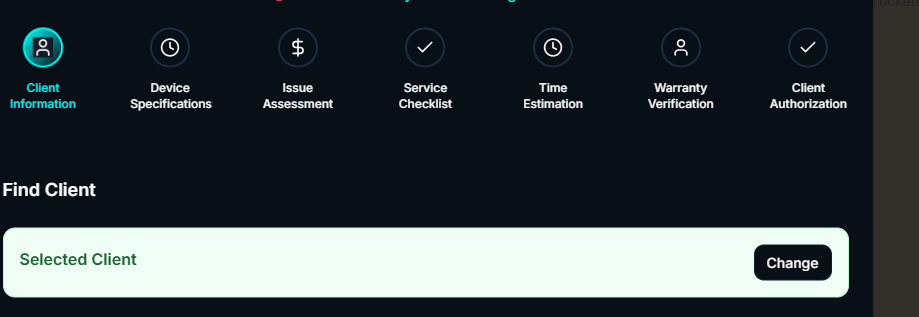 tickets
Client
Information
Device
Specifications
Issue
Assessment
Service
Checklist
Time
Estimation
Warranty
Verification
Client
Authorization
Find Client
Selected Client
Change